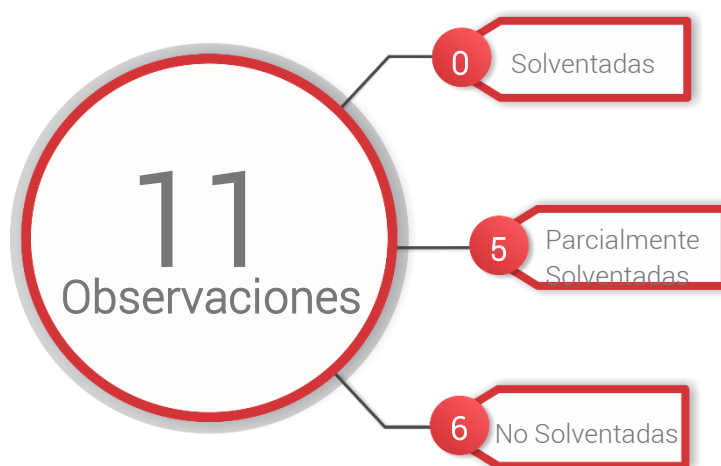 11
Observaciones
0
Solventadas
5
Parcialmente
Solventadas
6
No Solventadas